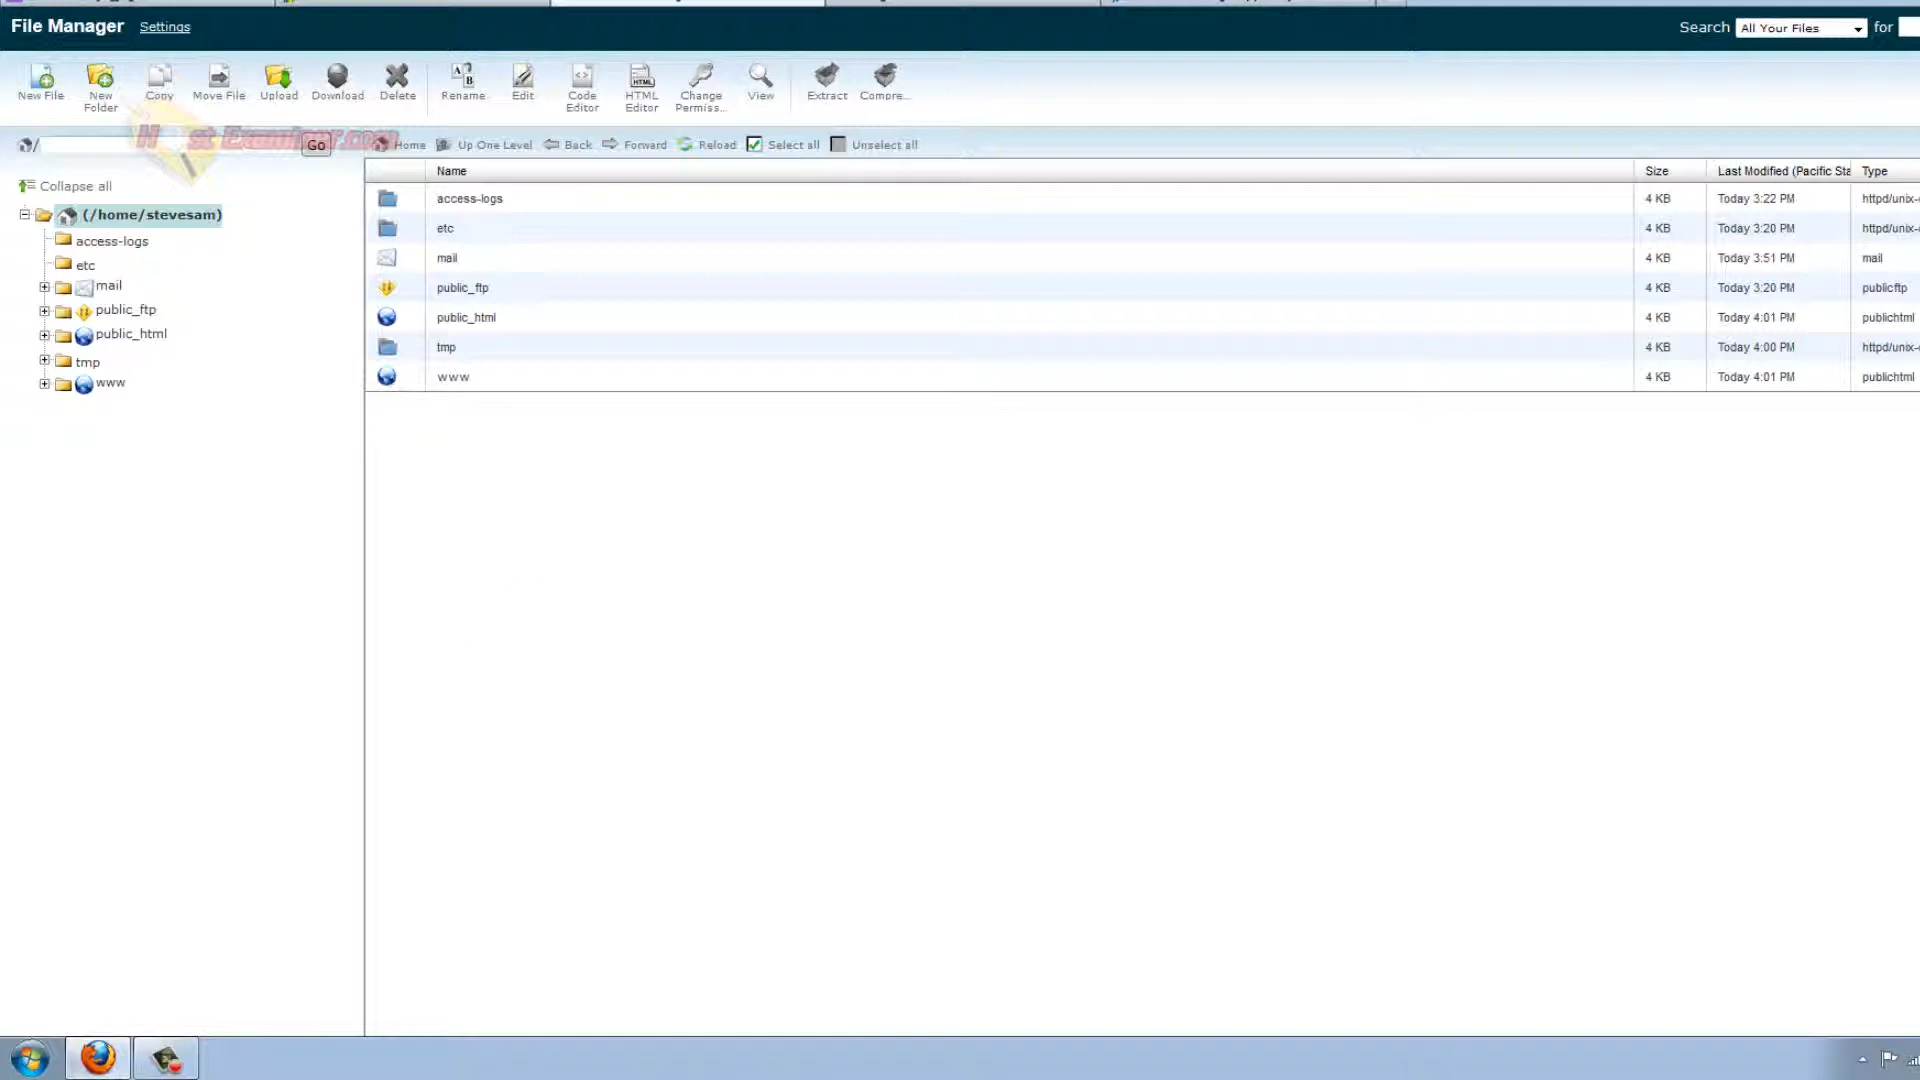 File Manager Settings Search All Your Files for
New File New Folder Copy Move File Upload Download Delete Rename Edit Code Editor HTML Editor Change Permiss... View Extract Compre...
/ Go Home Up One Level Back Forward Reload Select all Unselect all
Collapse all
(/home/stevesam)
access-logs
etc
mail
public_ftp
public_html
tmp
www
Name Size Last Modified (Pacific Sta Type
access-logs 4 KB Today 3:22 PM httpd/unix-
etc 4 KB Today 3:20 PM httpd/unix-
mail 4 KB Today 3:51 PM mail
public_ftp 4 KB Today 3:20 PM publicftp
public_html 4 KB Today 4:01 PM publichtml
tmp 4 KB Today 4:00 PM httpd/unix-
www 4 KB Today 4:01 PM publichtml